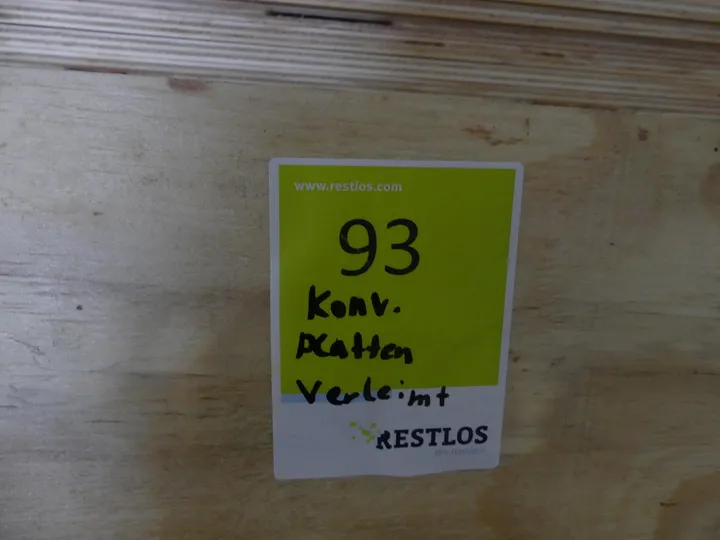 www.restlos.com
93
Konv.
Platten
Verleimt
RESTLOS